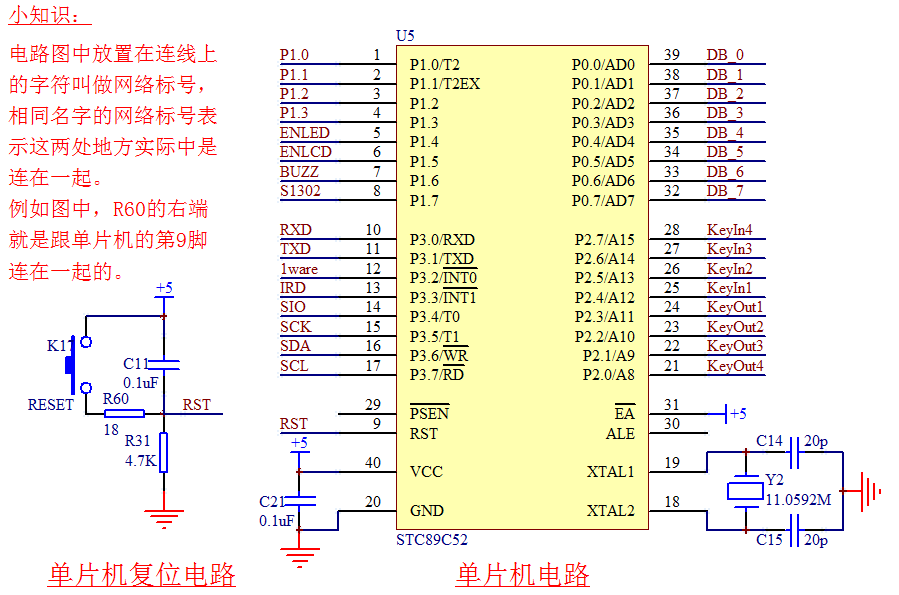 小知识：
电路图中放置在连线上
的字符叫做网络标号，
相同名字的网络标号表
示这两处地方实际中是
连在一起。
例如图中，R60的右端
就是跟单片机的第9脚
连在一起的。
U5
P1.0 1 P1.0/T2 P0.0/AD0 39 DB_0
P1.1 2 P1.1/T2EX P0.1/AD1 38 DB_1
P1.2 3 P1.2 P0.2/AD2 37 DB_2
P1.3 4 P1.3 P0.3/AD3 36 DB_3
ENLED 5 P1.4 P0.4/AD4 35 DB_4
ENLCD 6 P1.5 P0.5/AD5 34 DB_5
BUZZ 7 P1.6 P0.6/AD6 33 DB_6
S1302 8 P1.7 P0.7/AD7 32 DB_7
RXD 10 P3.0/RXD P2.7/A15 28 KeyIn4
TXD 11 P3.1/TXD P2.6/A14 27 KeyIn3
1ware 12 P3.2/INT0 P2.5/A13 26 KeyIn2
IRD 13 P3.3/INT1 P2.4/A12 25 KeyIn1
SIO 14 P3.4/T0 P2.3/A11 24 KeyOut1
SCK 15 P3.5/T1 P2.2/A10 23 KeyOut2
SDA 16 P3.6/WR P2.1/A9 22 KeyOut3
SCL 17 P3.7/RD P2.0/A8 21 KeyOut4
29 PSEN EA 31 +5
RST 9 RST ALE 30
+5
40 VCC XTAL1 19
20 GND XTAL2 18
C21
0.1uF
STC89C52
C14 20p
Y2
11.0592M
C15 20p
+5
K17
C11
0.1uF
RESET
R60
18
RST
R31
4.7K
单片机复位电路
单片机电路